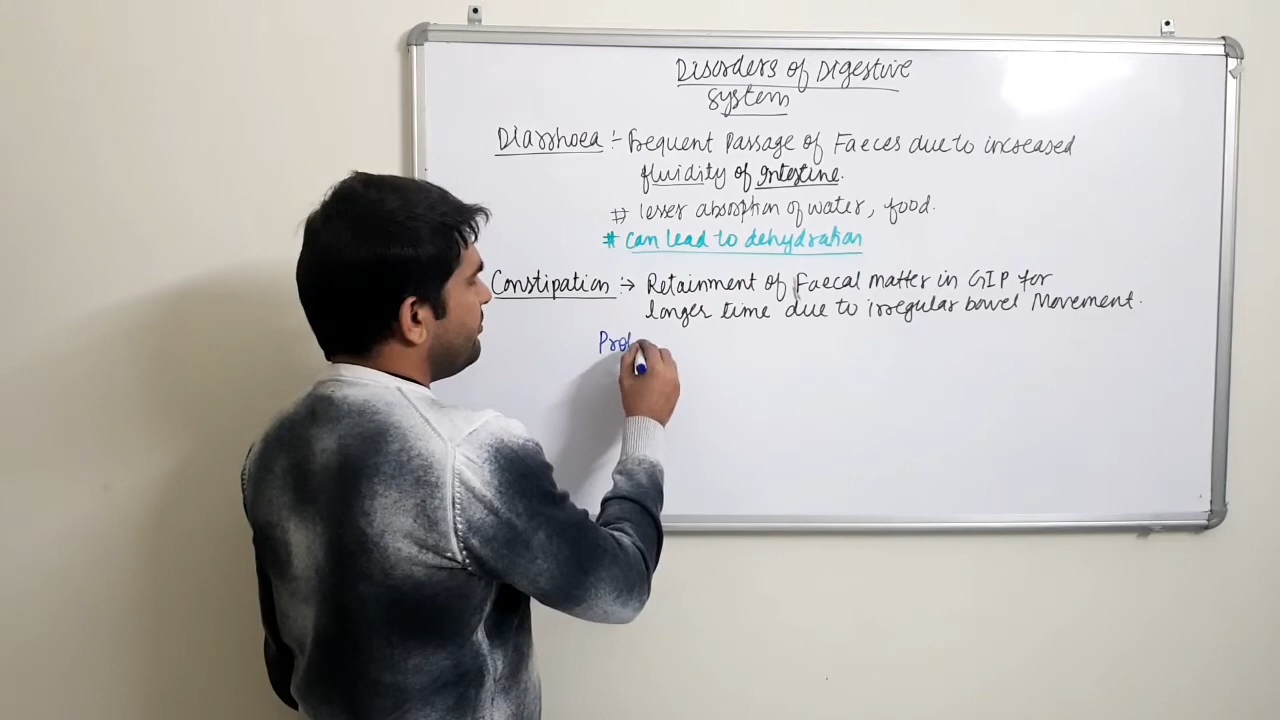 Disorders of Digestive
System
Diarrhoea :- Frequent Passage of Faeces due to increased
fluidity of Intestine.
# lesser absorption of water, food.
# Can lead to dehydration
Constipation :→ Retainment of Faecal matter in GIP for
longer time due to irregular bowel Movement.
Pro